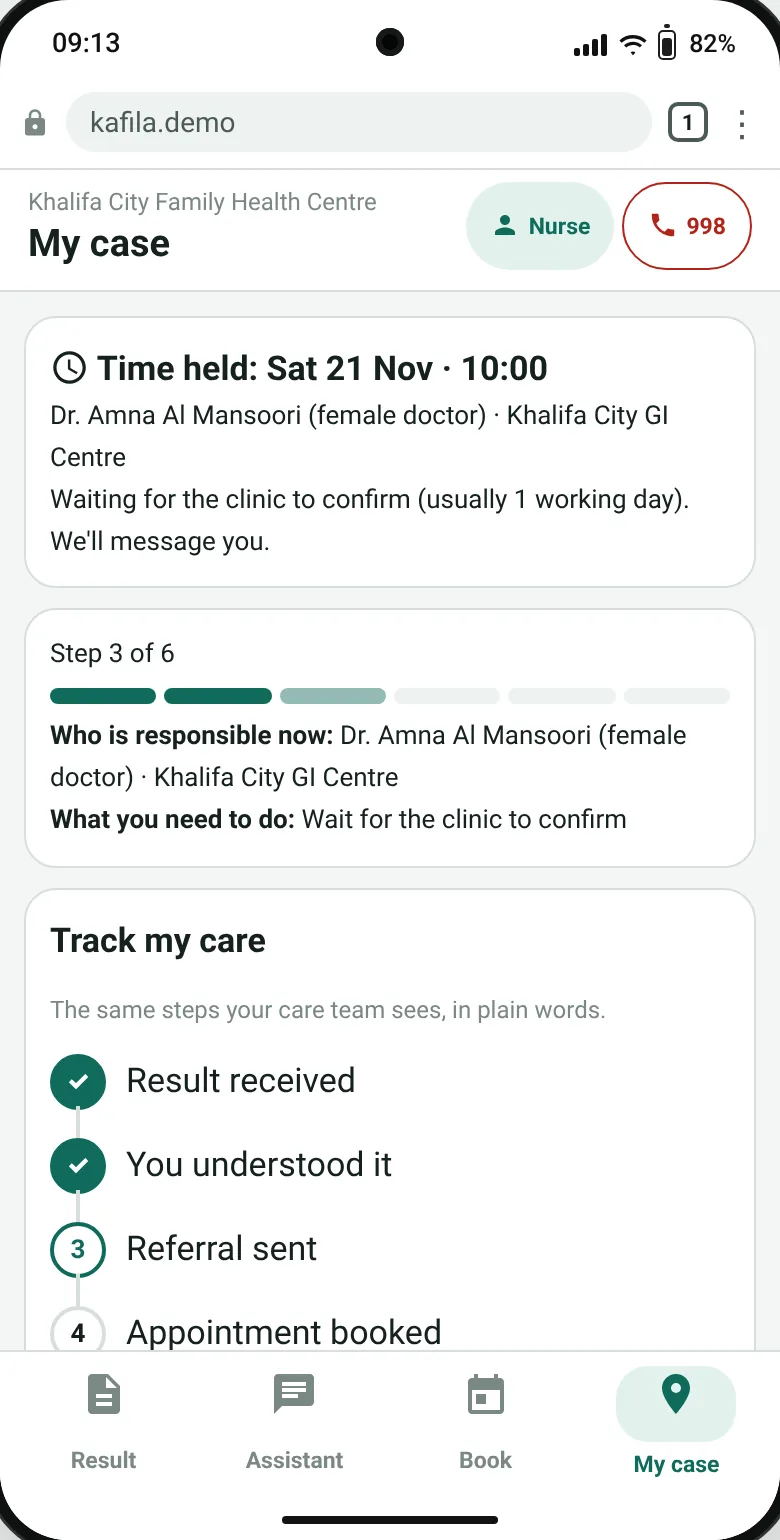 09:13
82%
kafila.demo
1
Khalifa City Family Health Centre
My case
Nurse
998
Time held: Sat 21 Nov · 10:00
Dr. Amna Al Mansoori (female doctor) · Khalifa City GI
Centre
Waiting for the clinic to confirm (usually 1 working day).
We'll message you.
Step 3 of 6
Who is responsible now: Dr. Amna Al Mansoori (female
doctor) · Khalifa City GI Centre
What you need to do: Wait for the clinic to confirm
Track my care
The same steps your care team sees, in plain words.
Result received
You understood it
3 Referral sent
4 Appointment booked
Result
Assistant
Book
My case